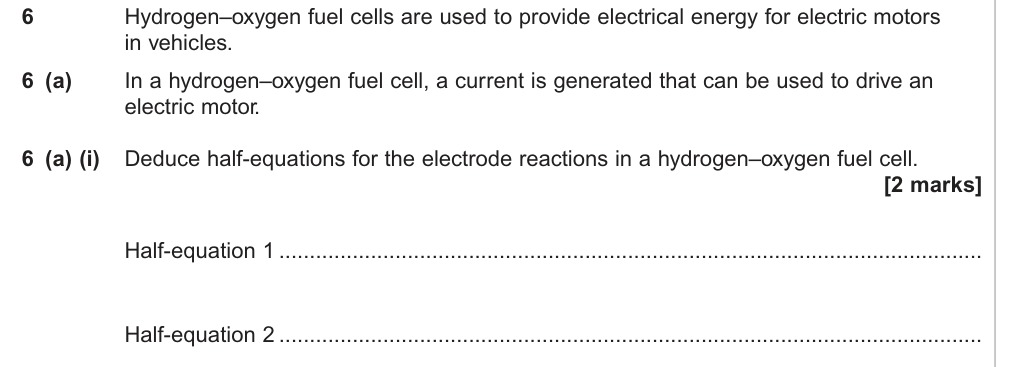 6 Hydrogen–oxygen fuel cells are used to provide electrical energy for electric motors
in vehicles.
6 (a) In a hydrogen–oxygen fuel cell, a current is generated that can be used to drive an
electric motor.
6 (a) (i) Deduce half-equations for the electrode reactions in a hydrogen–oxygen fuel cell.
[2 marks]
Half-equation 1 ................................................................................................................
Half-equation 2 ................................................................................................................